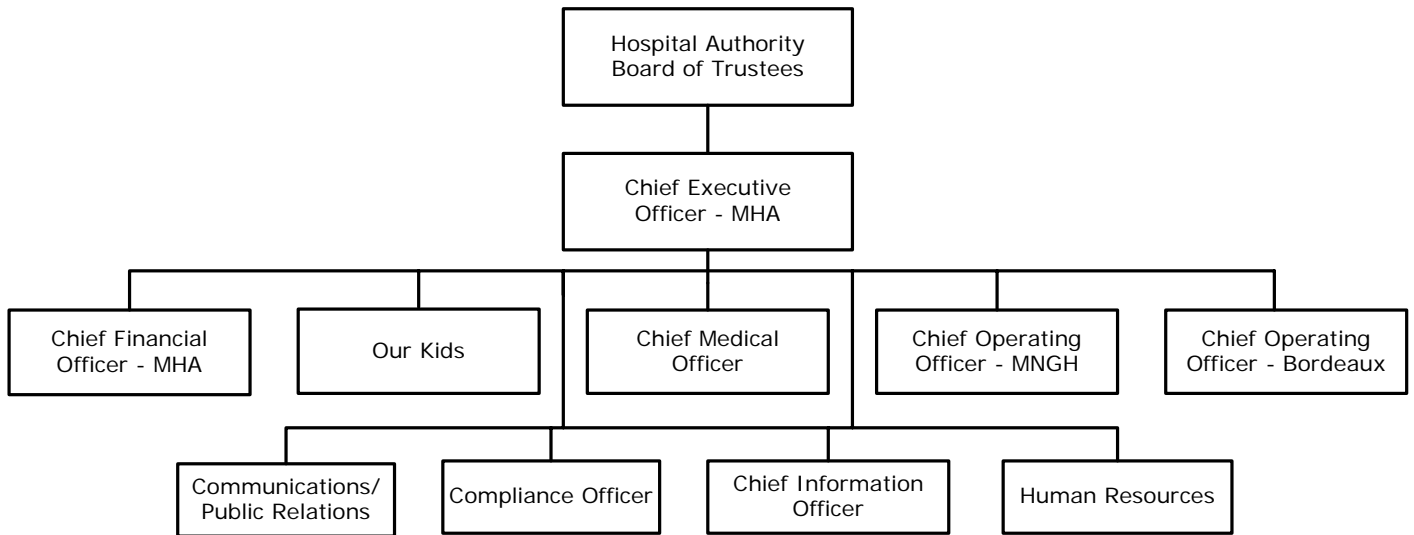 Hospital Authority
Board of Trustees
Chief Executive
Officer - MHA
Chief Financial
Officer - MHA
Our Kids
Chief Medical
Officer
Chief Operating
Officer - MNGH
Chief Operating
Officer - Bordeaux
Communications/
Public Relations
Compliance Officer
Chief Information
Officer
Human Resources